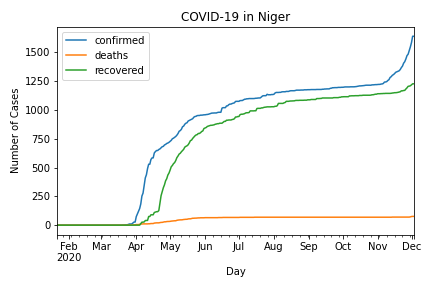 COVID-19 in Niger
confirmed
deaths
recovered
Number of Cases
1500
1250
1000
750
500
250
0
Feb Mar Apr May Jun Jul Aug Sep Oct Nov Dec
2020
Day